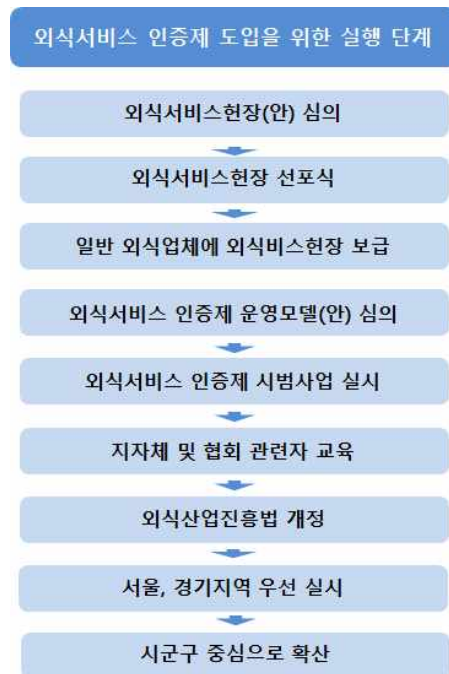 외식서비스 인증제 도입을 위한 실행 단계
외식서비스헌장(안) 심의
외식서비스헌장 선포식
일반 외식업체에 외식비스헌장 보급
외식서비스 인증제 운영모델(안) 심의
외식서비스 인증제 시범사업 실시
지자체 및 협회 관련자 교육
외식산업진흥법 개정
서울, 경기지역 우선 실시
시군구 중심으로 확산